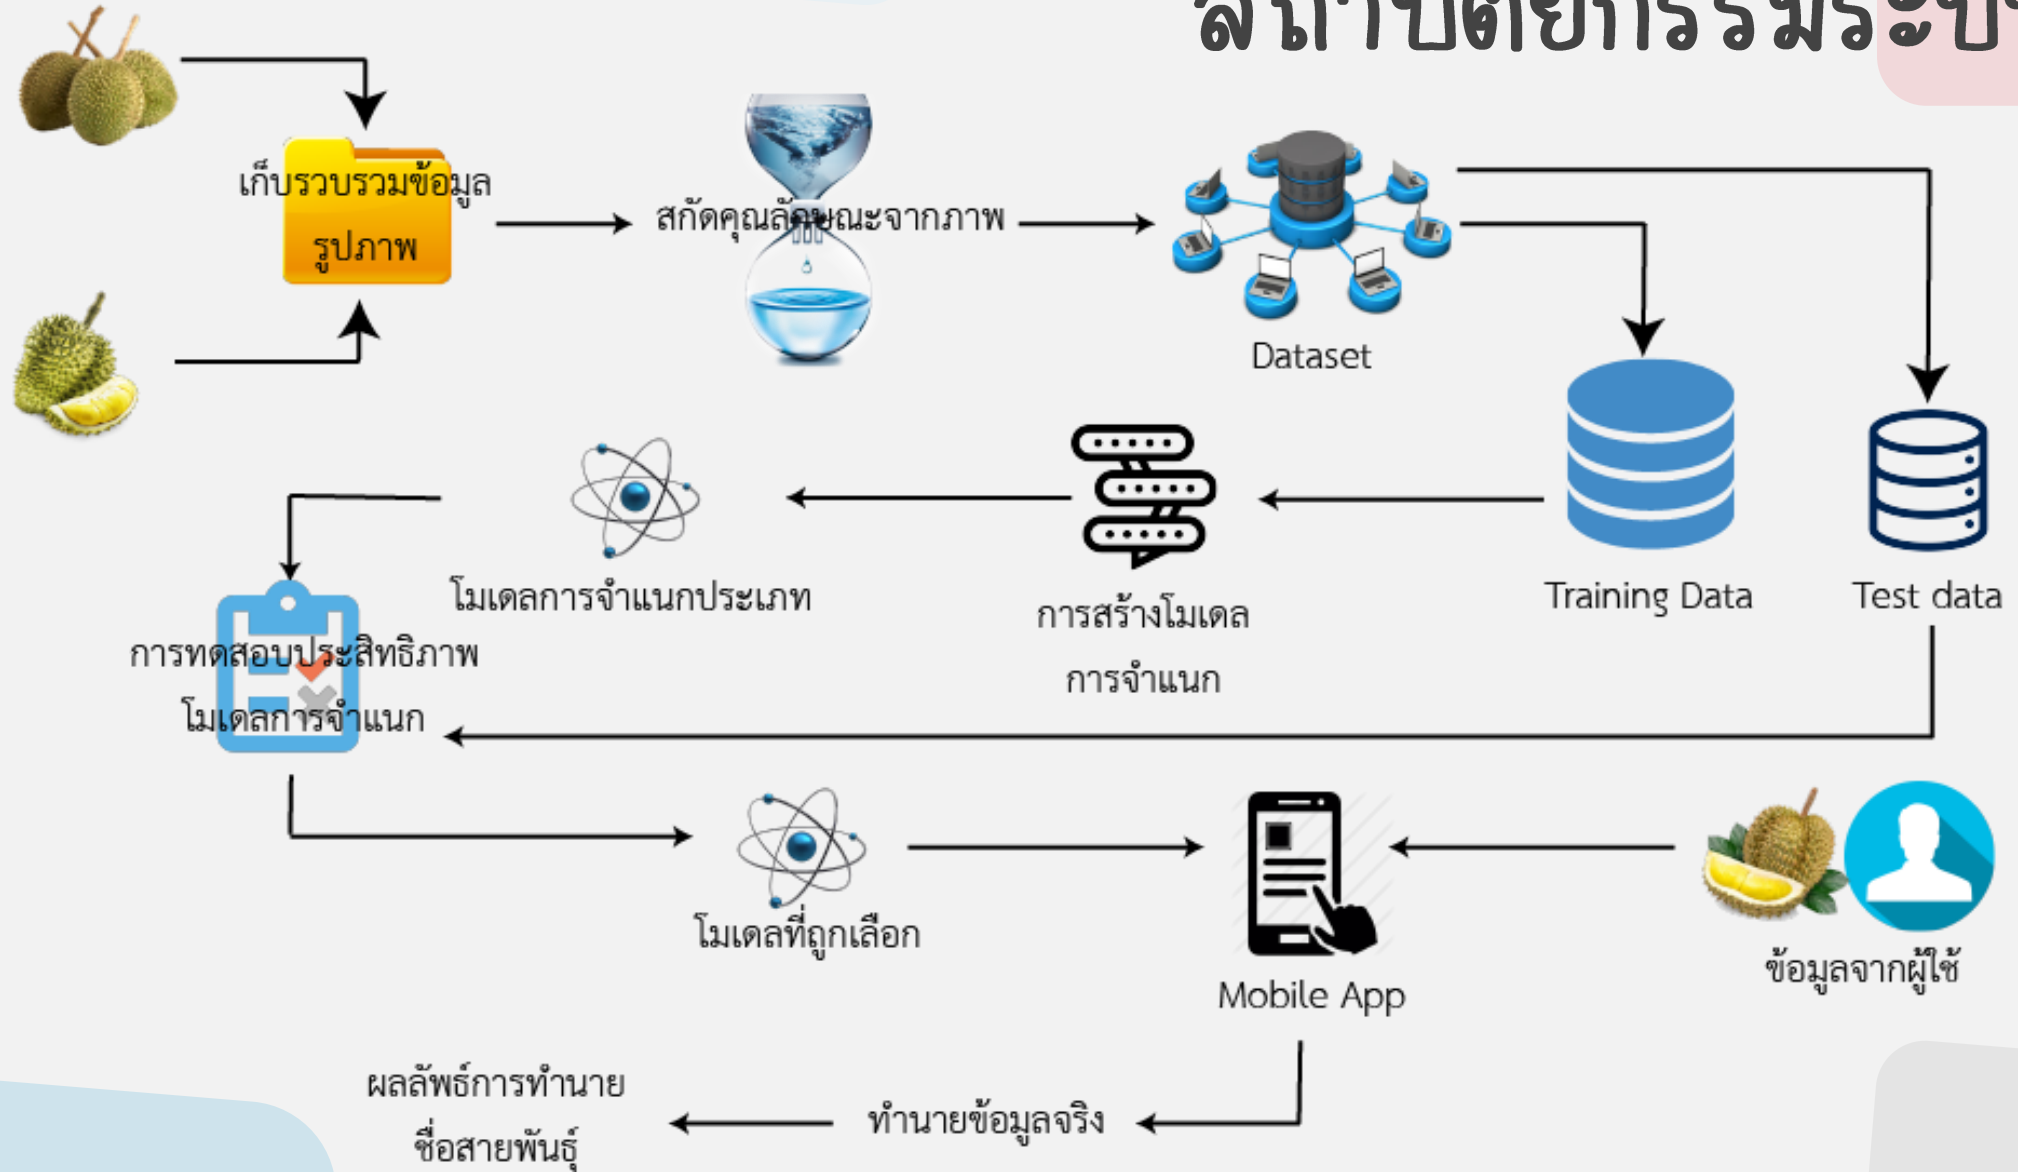 เก็บรวบรวมข้อมูล
รูปภาพ
สกัดคุณลักษณะจากภาพ
Dataset
โมเดลการจำแนกประเภท
การสร้างโมเดล
การจำแนก
Training Data
Test data
การทดสอบประสิทธิภาพ
โมเดลการจำแนก
โมเดลที่ถูกเลือก
Mobile App
ข้อมูลจากผู้ใช้
ทำนายข้อมูลจริง
ผลลัพธ์การทำนาย
ชื่อสายพันธุ์